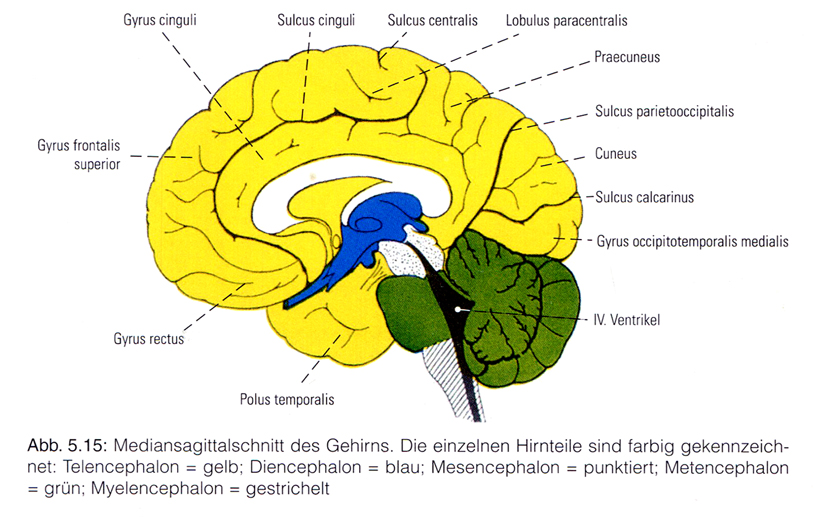 Gyrus cinguli
Sulcus cinguli
Sulcus centralis
Lobulus paracentralis
Praecuneus
Sulcus parietooccipitalis
Gyrus frontalis
superior
Cuneus
Sulcus calcarinus
Gyrus occipitotemporalis medialis
IV. Ventrikel
Gyrus rectus
Polus temporalis
Abb. 5.15: Mediansagittalschnitt des Gehirns. Die einzelnen Hirnteile sind farbig gekennzeich-
net: Telencephalon = gelb; Diencephalon = blau; Mesencephalon = punktiert; Metencephalon
= grün; Myelencephalon = gestrichelt